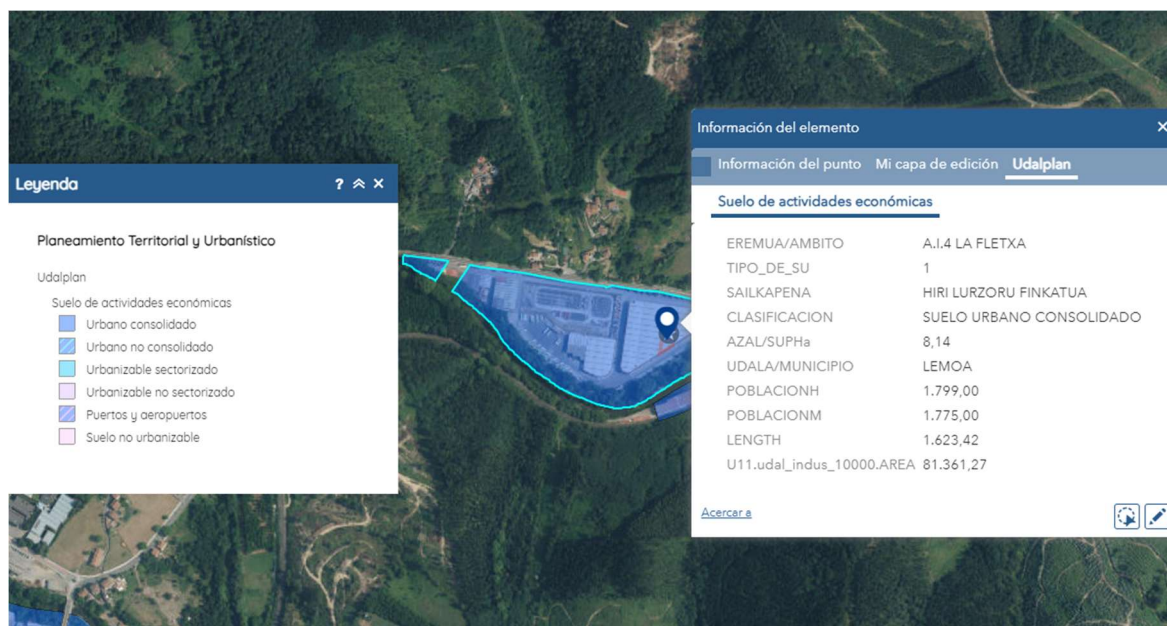 Leyenda
?
Planeamiento Territorial y Urbanístico
Udalplan
Suelo de actividades económicas
Urbano consolidado
Urbano no consolidado
Urbanizable sectorizado
Urbanizable no sectorizado
Puertos y aeropuertos
Suelo no urbanizable
Información del elemento
Información del punto Mi capa de edición Udalplan
Suelo de actividades económicas
EREMUA/AMBITO A.I.4 LA FLETXA
TIPO_DE_SU 1
SAILKAPENA HIRI LURZORU FINKATUA
CLASIFICACION SUELO URBANO CONSOLIDADO
AZAL/SUPHa 8,14
UDALA/MUNICIPIO LEMOA
POBLACIONH 1.799,00
POBLACIONM 1.775,00
LENGTH 1.623,42
U11.udal_indus_10000.AREA 81.361,27
Acercar a